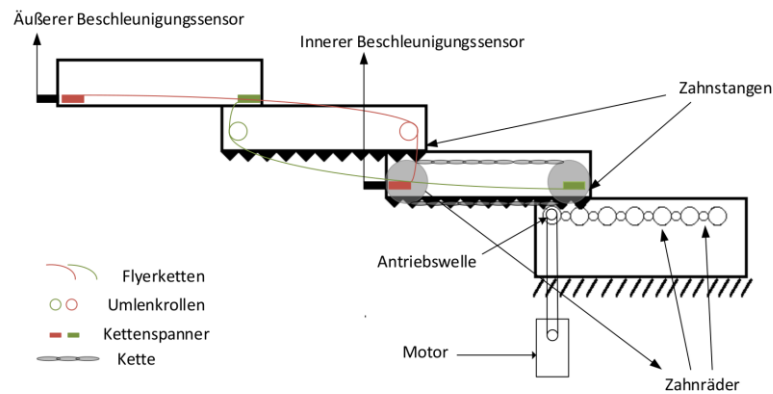 Äußerer Beschleunigungssensor
Innerer Beschleunigungssensor
Zahnstangen
Antriebswelle
Flyerketten
Umlenkrollen
Kettenspanner
Kette
Motor
Zahnräder